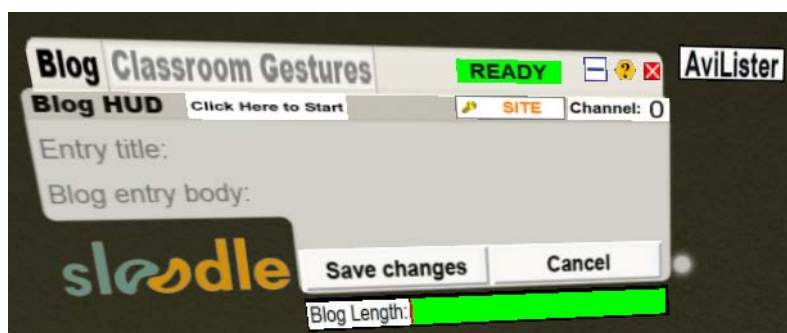 Blog Classroom Gestures READY ? AviLister
Blog HUD Click Here to Start SITE Channel: 0
Entry title:
Blog entry body:
sloodle
Save changes Cancel
Blog Length: